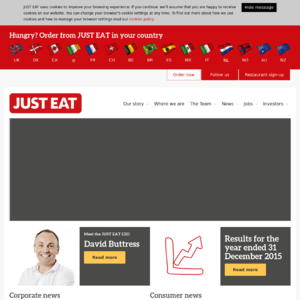 JUST EAT uses cookies to improve your browsing experience. If you continue, we'll assume that you are happy to receive
cookies on our website. You can change your browser's cookie settings at any time. To find out more about how we use
cookies and how to manage your browser settings read our cookies policy.
Hide message
Hungry? Order from JUST EAT in your country
UK DK CA IE FR CH BE BR ES IT NL NO AU NZ
Order now
Follow us
Restaurant sign-up
JUST EAT
Our story
Where we are
The Team
News
Jobs
Investors
Meet the JUST EAT CEO
David Buttress
Read more
Results for the
year ended 31
December 2015
Read more
Corporate news
Consumer news